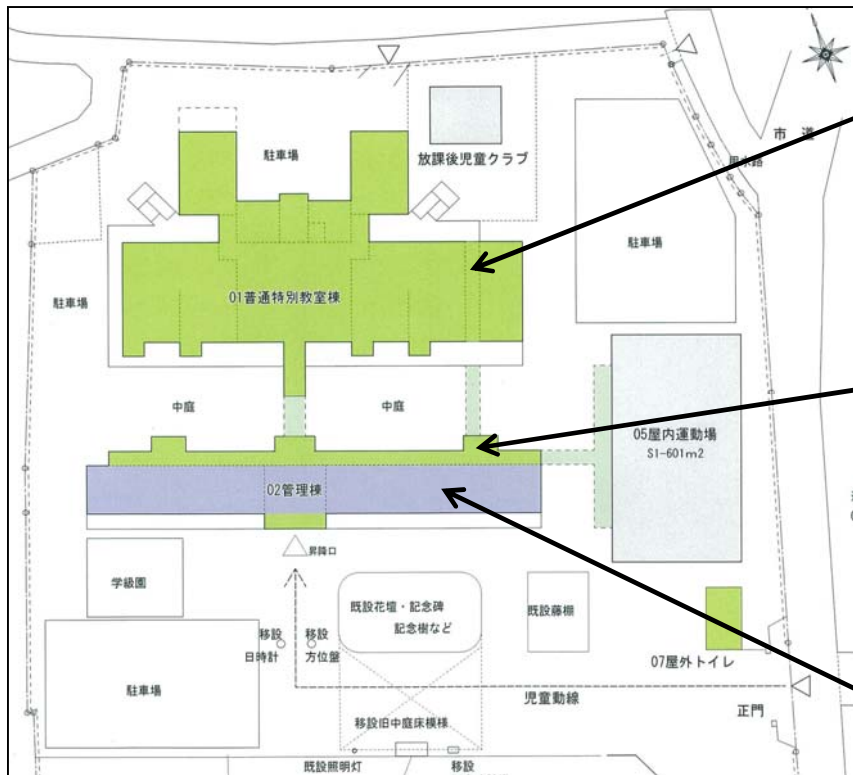 市 道
用水路
駐車場
放課後児童クラブ
駐車場
駐車場
01普通特別教室棟
中庭
中庭
05屋内運動場
S1-601m2
02管理棟
昇降口
学級園
既設花壇・記念碑
記念樹など
既設藤棚
移設
日時計
移設
方位盤
07屋外トイレ
駐車場
児童動線
正門
移設旧中庭床模様
既設照明灯
移設